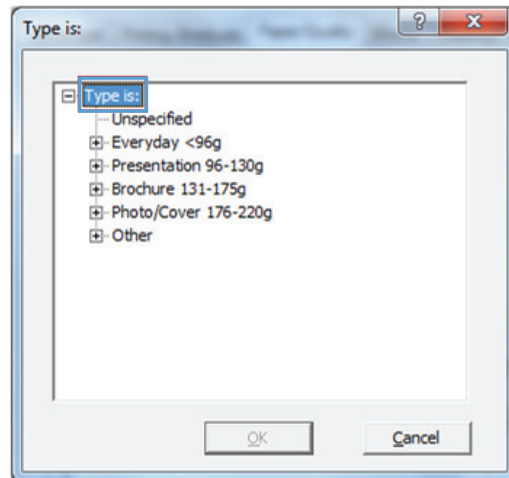 Type is:
Type is:
Unspecified
Everyday <96g
Presentation 96-130g
Brochure 131-175g
Photo/Cover 176-220g
Other
OK
Cancel